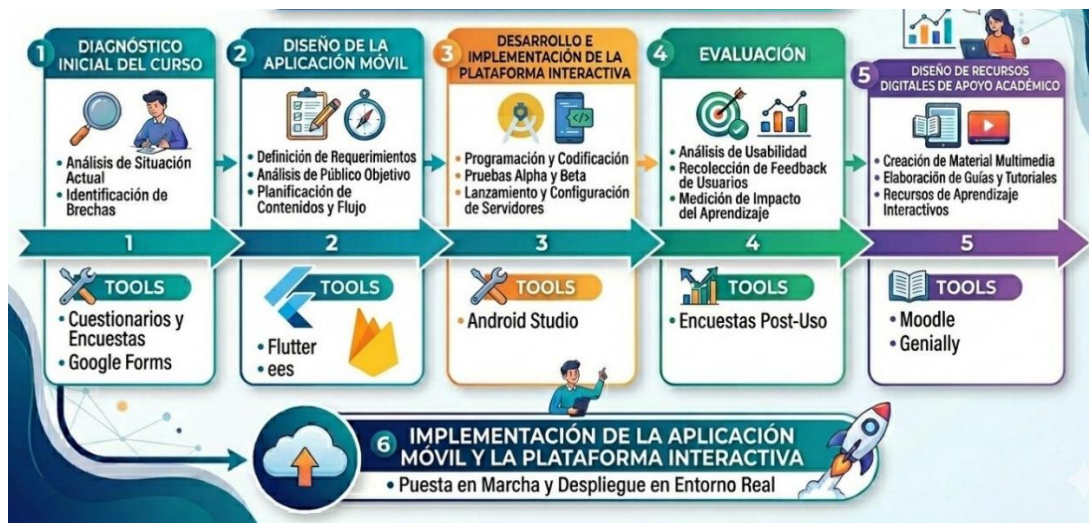 1
DIAGNÓSTICO
INICIAL DEL CURSO
• Análisis de Situación
Actual
• Identificación de
Brechas
1
TOOLS
Cuestionarios y
Encuestas
• Google Forms
2
DISEÑO DE LA
APLICACIÓN MÓVIL
• Definición de Requerimientos
• Análisis de Público Objetivo
• Planificación de
Contenidos y Flujo
2
TOOLS
• Flutter
• ees
3
DESARROLLO E
IMPLEMENTACIÓN DE LA
PLATAFORMA INTERACTIVA
</>
• Programación y Codificación
• Pruebas Alpha y Beta
• Lanzamiento y Configuración
de Servidores
3
TOOLS
• Android Studio
4
EVALUACIÓN
• Análisis de Usabilidad
• Recolección de Feedback
de Usuarios
• Medición de Impacto
del Aprendizaje
4
TOOLS
• Encuestas Post-Uso
5
DISEÑO DE RECURSOS
DIGITALES DE APOYO ACADÉMICO
• Creación de Material Multimedia
• Elaboración de Guías y Tutoriales
• Recursos de Aprendizaje
Interactivos
5
TOOLS
• Moodle
• Genially
6
IMPLEMENTACIÓN DE LA APLICACIÓN
MÓVIL Y LA PLATAFORMA INTERACTIVA
• Puesta en Marcha y Despliegue en Entorno Real